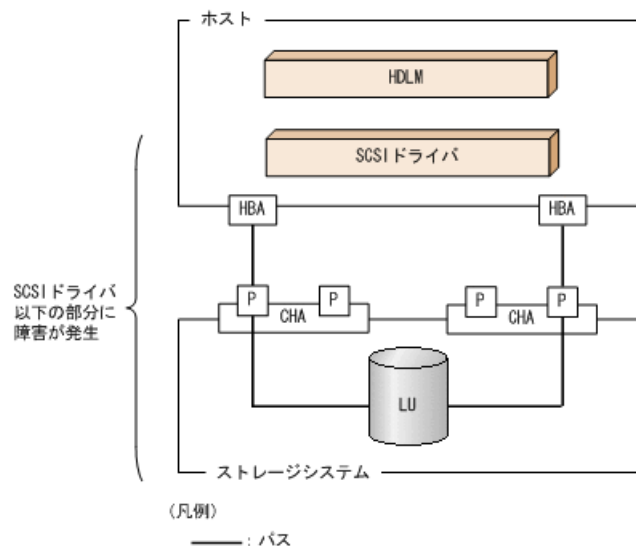 ホスト
HDLM
SCSIドライバ
HBA
HBA
SCSIドライバ
以下の部分に
障害が発生
P
P
CHA
P
P
CHA
LU
ストレージシステム
(凡例)
: パス